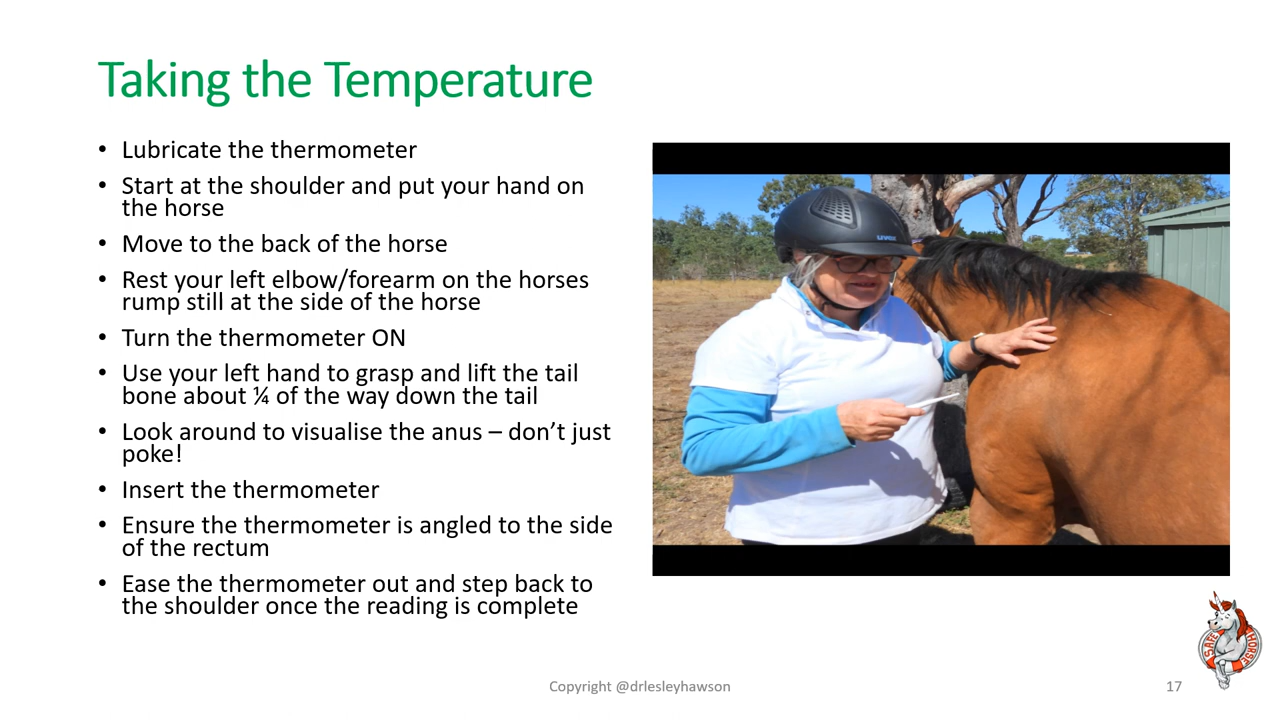 Taking the Temperature
• Lubricate the thermometer
• Start at the shoulder and put your hand on
the horse
• Move to the back of the horse
• Rest your left elbow/forearm on the horses
rump still at the side of the horse
• Turn the thermometer ON
• Use your left hand to grasp and lift the tail
bone about ¼ of the way down the tail
• Look around to visualise the anus – don’t just
poke!
• Insert the thermometer
• Ensure the thermometer is angled to the side
of the rectum
• Ease the thermometer out and step back to
the shoulder once the reading is complete
uvex
SAFE HORSE
Copyright @drlesleyhawson
17